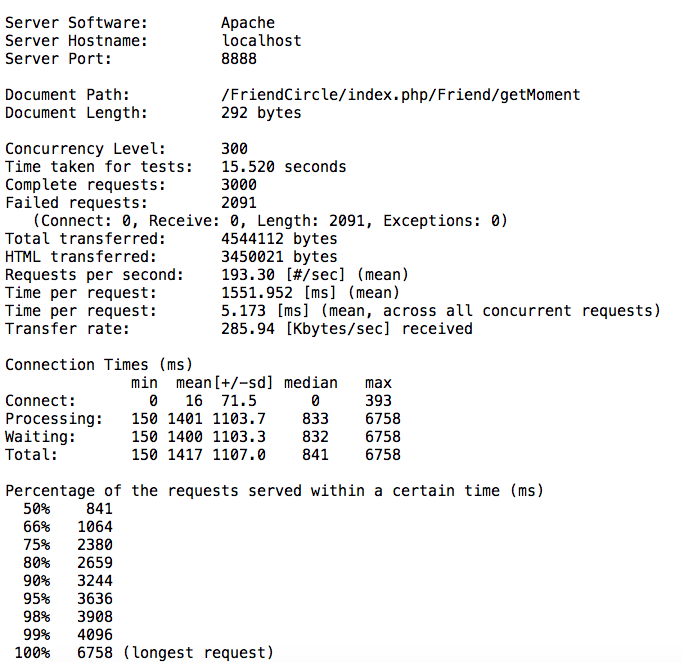 Server Software: Apache
Server Hostname: localhost
Server Port: 8888
Document Path: /FriendCircle/index.php/Friend/getMoment
Document Length: 292 bytes
Concurrency Level: 300
Time taken for tests: 15.520 seconds
Complete requests: 3000
Failed requests: 2091
(Connect: 0, Receive: 0, Length: 2091, Exceptions: 0)
Total transferred: 4544112 bytes
HTML transferred: 3450021 bytes
Requests per second: 193.30 [#/sec] (mean)
Time per request: 1551.952 [ms] (mean)
Time per request: 5.173 [ms] (mean, across all concurrent requests)
Transfer rate: 285.94 [Kbytes/sec] received
Connection Times (ms)
min mean[+/-sd] median max
Connect: 0 16 71.5 0 393
Processing: 150 1401 1103.7 833 6758
Waiting: 150 1400 1103.3 832 6758
Total: 150 1417 1107.0 841 6758
Percentage of the requests served within a certain time (ms)
50% 841
66% 1064
75% 2380
80% 2659
90% 3244
95% 3636
98% 3908
99% 4096
100% 6758 (longest request)